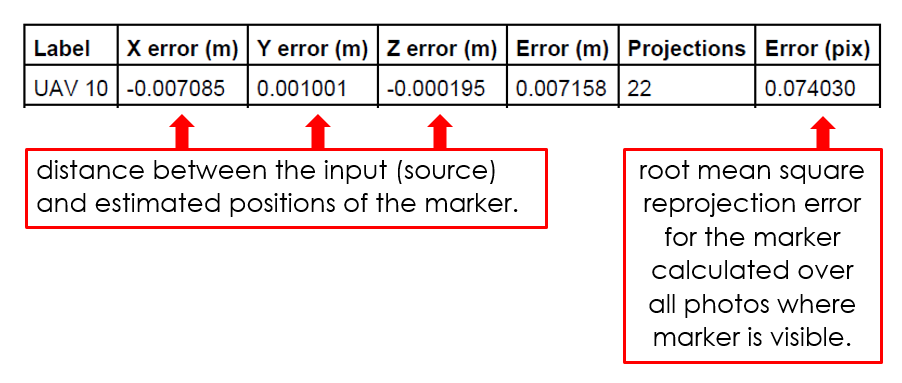 Label X error (m) Y error (m) Z error (m) Error (m) Projections Error (pix)
UAV 10 -0.007085 0.001001 -0.000195 0.007158 22 0.074030
distance between the input (source)
and estimated positions of the marker.
root mean square
reprojection error
for the marker
calculated over
all photos where
marker is visible.